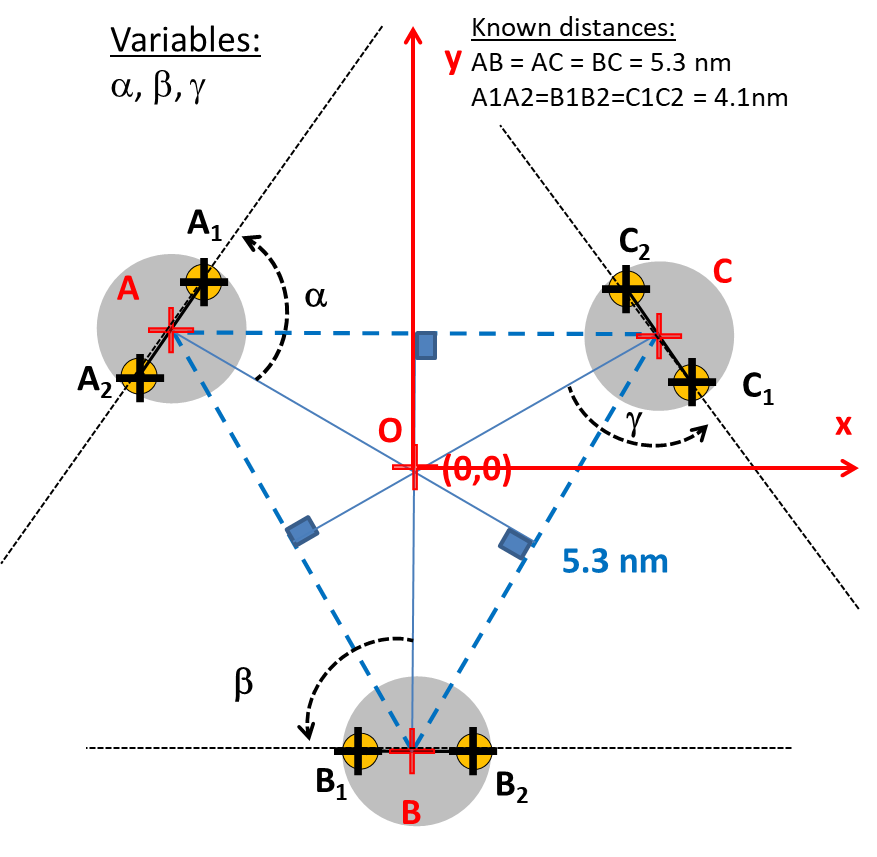 Variables:
α, β, γ
Known distances:
AB = AC = BC = 5.3 nm
A1A2=B1B2=C1C2 = 4.1nm
y
A₁
C₂
A
C
α
A₂
C₁
γ
O
x
(0,0)
5.3 nm
β
B₁
B₂
B